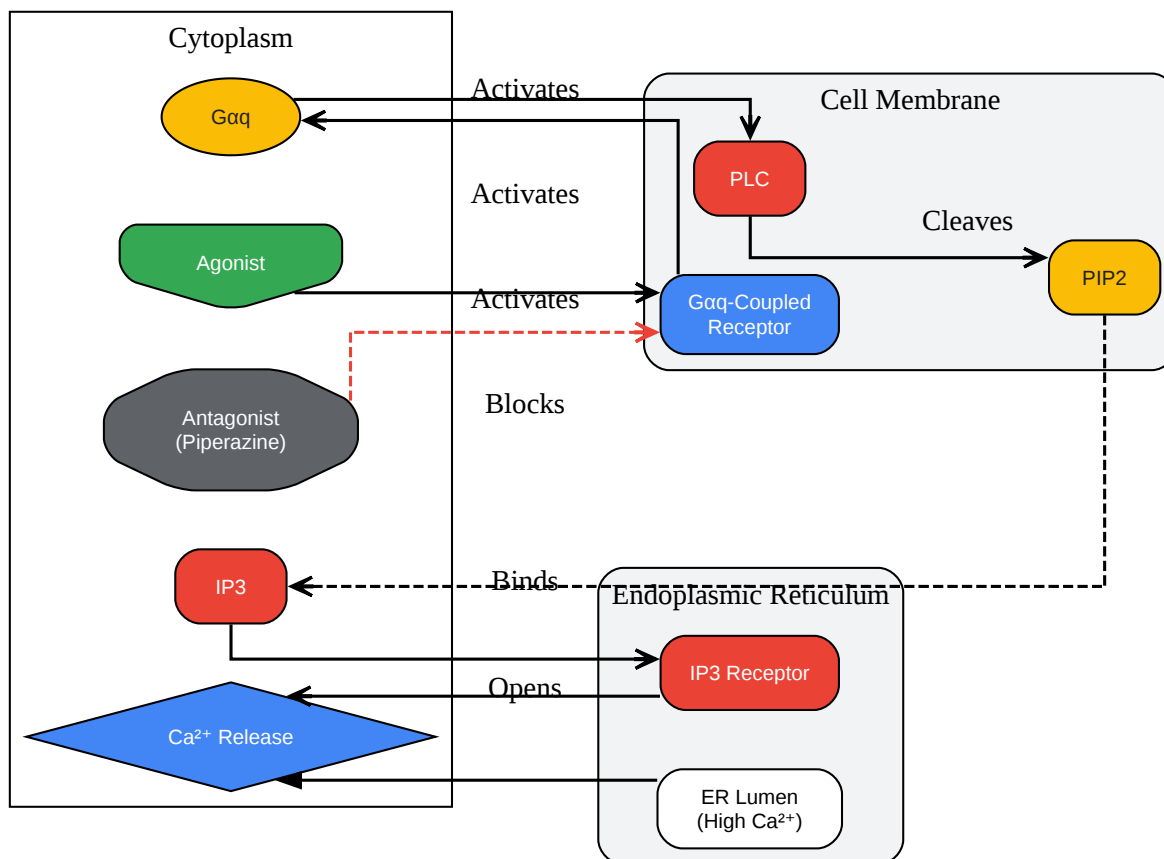 Cytoplasm
Gαq
Activates
Cell Membrane
PLC
Activates
Cleaves
Agonist
Activates
Gαq-Coupled
Receptor
PIP2
Antagonist
(Piperazine)
Blocks
IP3
Binds
Endoplasmic Reticulum
IP3 Receptor
Opens
Ca²⁺ Release
ER Lumen
(High Ca²⁺)